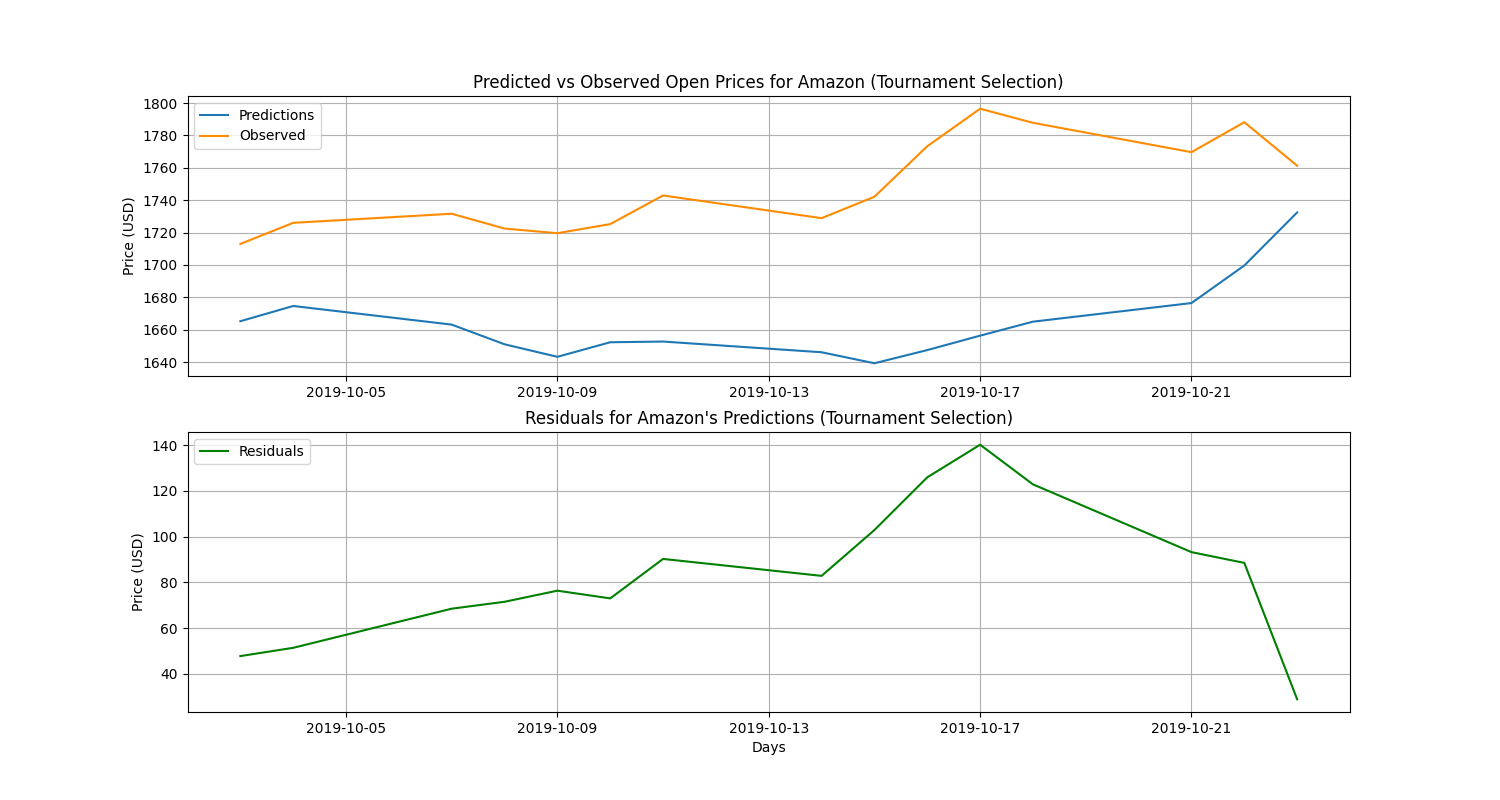 Predicted vs Observed Open Prices for Amazon (Tournament Selection)
Price (USD)
1800
1780
1760
1740
1720
1700
1680
1660
1640
Predictions
Observed
2019-10-05 2019-10-09 2019-10-13 2019-10-17 2019-10-21
Residuals for Amazon's Predictions (Tournament Selection)
Price (USD)
140
120
100
80
60
40
Residuals
2019-10-05 2019-10-09 2019-10-13 2019-10-17 2019-10-21
Days